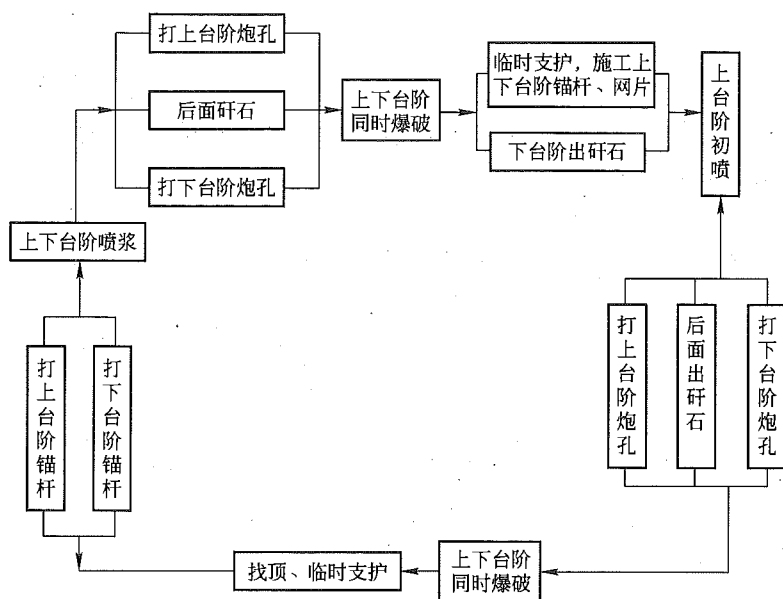 打上台阶炮孔
后面矸石
打下台阶炮孔
上下台阶
同时爆破
临时支护，施工上
下台阶锚杆、网片
下台阶出矸石
上台阶初喷
上下台阶喷浆
打上台阶锚杆
打下台阶锚杆
打上台阶炮孔
后面出矸石
打下台阶炮孔
找顶、临时支护
上下台阶
同时爆破